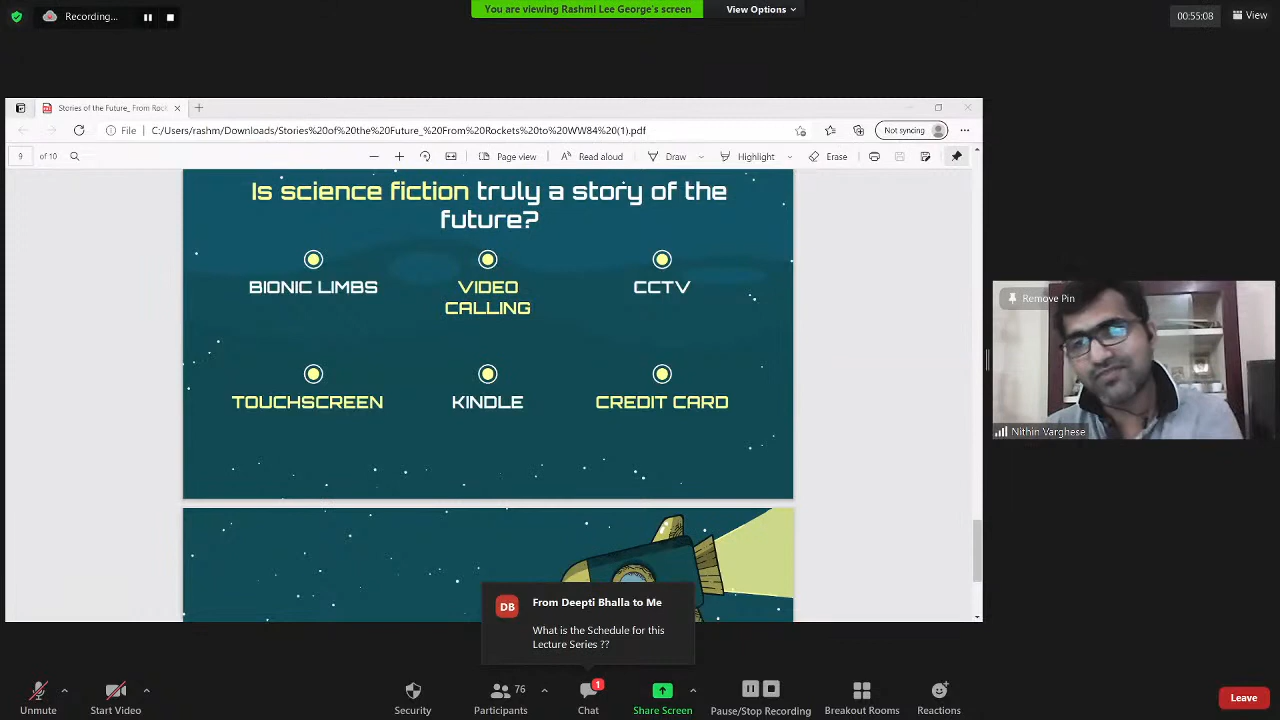 Recording...
You are viewing Rashmi Lee George's screen
View Options
00:55:08
View
Stories of the Future_ From Rock
Not syncing
File
C:/Users/rashm/Downloads/Stories%20of%20the%20Future_%20From%20Rockets%20to%20WW84%20(1).pdf
9 of 10
Page view
Read aloud
Draw
Highlight
Erase
Is science fiction truly a story of the
future?
BIONIC LIMBS
VIDEO
CALLING
CCTV
TOUCHSCREEN
KINDLE
CREDIT CARD
Remove Pin
Nithin Varghese
DB
From Deepti Bhalla to Me
What is the Schedule for this
Lecture Series ??
Unmute
Start Video
Security
76
Participants
1
Chat
Share Screen
Pause/Stop Recording
Breakout Rooms
Reactions
Leave